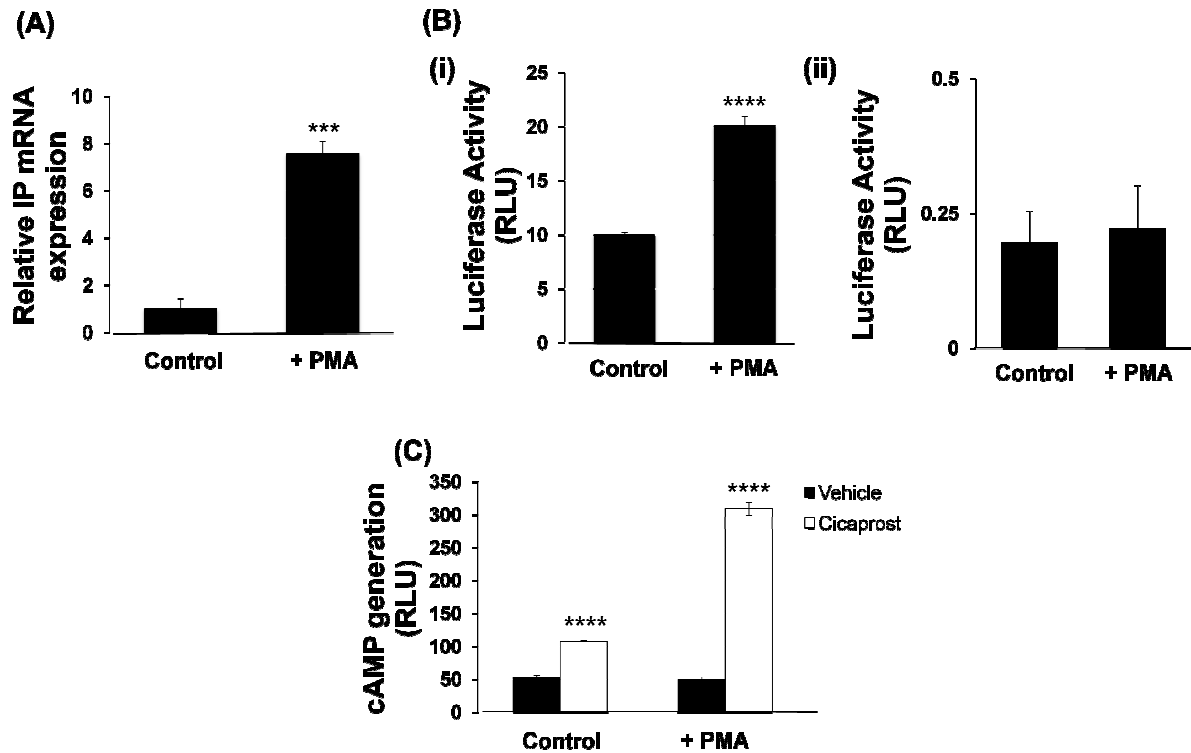 (A)
Relative IP mRNA
expression
10
8
6
4
2
0
***
Control
+ PMA
(B)
(i)
Luciferase Activity
(RLU)
25
20
15
10
5
0
****
Control
+ PMA
(ii)
Luciferase Activity
(RLU)
0.5
0.25
0
Control
+ PMA
(C)
cAMP generation
(RLU)
350
300
250
200
150
100
50
0
****
****
Control
+ PMA
Vehicle
Cicaprost